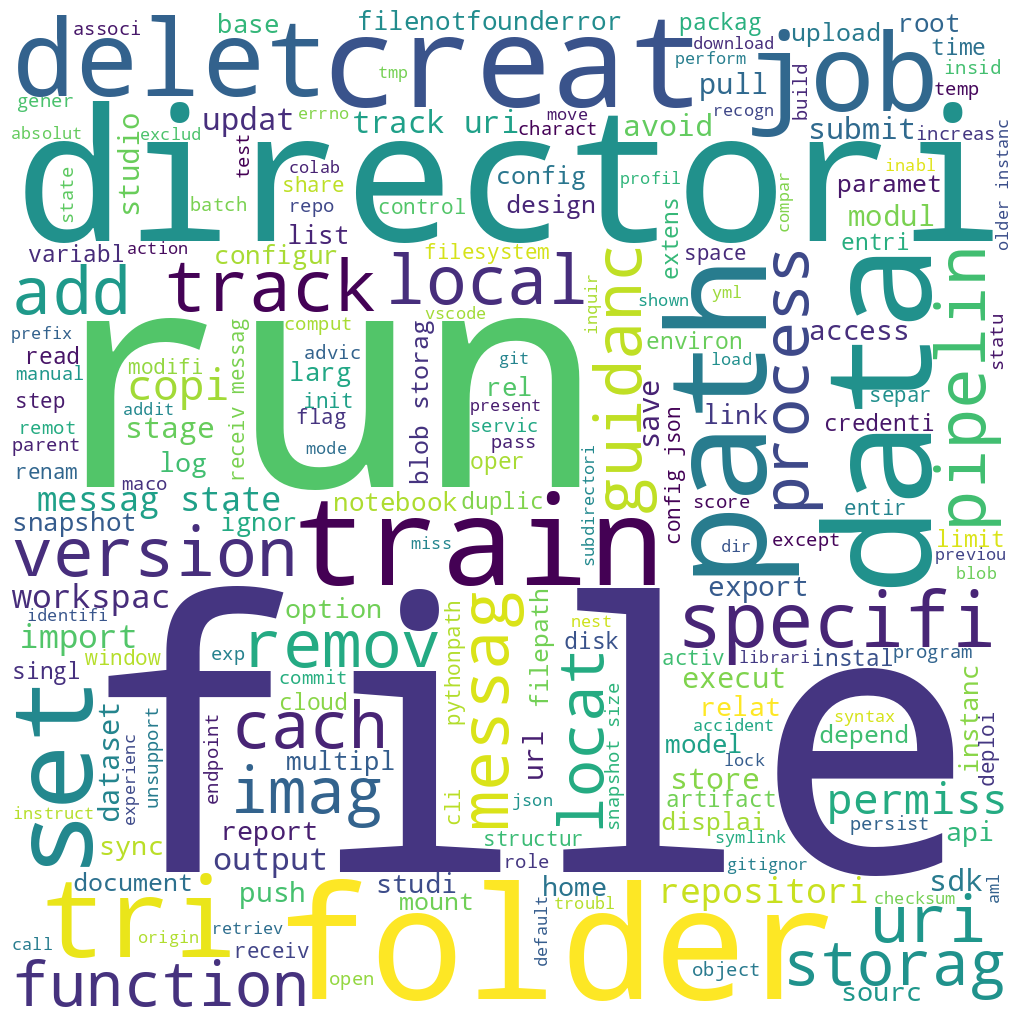 associ
base
filenotfounderror
packag
root
delet
creat
job
download
upload
time
perform
insid
tmp
pull
temp
gener
build
recogn
directori
errno
updat
track uri
move
charact
avoid
submit
increas
absolut
exclud
studio
test
colab
config
inabl
state
share
control
profil
paramet
batch
repo
design
compar
modul
older instanc
list
extens
entri
variabl
action
configur
filesystem
space
add
track
local
guidanc
path
process
data
pipelin
inquir
shown
yml
prefix
run
comput
vscode
environ
access
statu
read
modifi
receiv messag
advic
git
load
manual
copi
larg
blob storag
rel
save
link
separ
step
addit
init
present
config json
credenti
remot
stage
flag
servic
parent
log
mode
pass
renam
oper
maco
score
messag state
notebook
duplic
subdirectori
entir
snapshot
ignor
train
miss
dir
except
limit
version
previou
blob
workspac
export
identifi
option
file
messag
nest
specifi
import
remov
pythonpath
filepath
disk
singl
window
exp
activ
librari
instal
program
set
commit
locat
execut
dataset
cloud
relat
instanc
experienc
unsupport
endpoint
cach
url
snapshot size
accident
syntax
multipl
model
lock
depend
deploi
imag
cli
json
store
instruct
artifact
permiss
report
displai
persist
sync
structur
symlink
api
output
role
gitignor
document
studi
home
repositori
sdk
tri
push
mount
default
troubl
checksum
aml
folder
retriev
uri
call
origin
receiv
function
open
object
storag
sourc